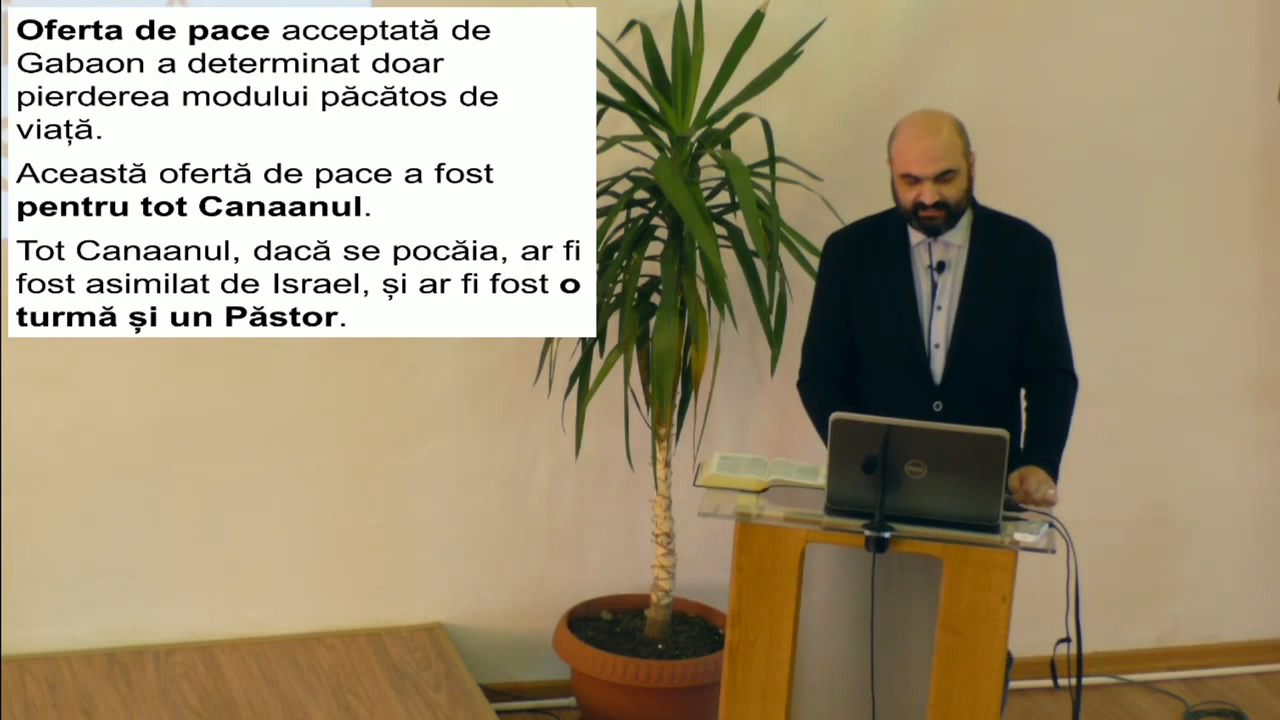 Oferta de pace acceptată de
Gabaon a determinat doar
pierderea modului păcătos de
viață.
Această ofertă de pace a fost
pentru tot Canaanul.
Tot Canaanul, dacă se pocăia, ar fi
fost asimilat de Israel, și ar fi fost o
turmă și un Păstor.
DELL